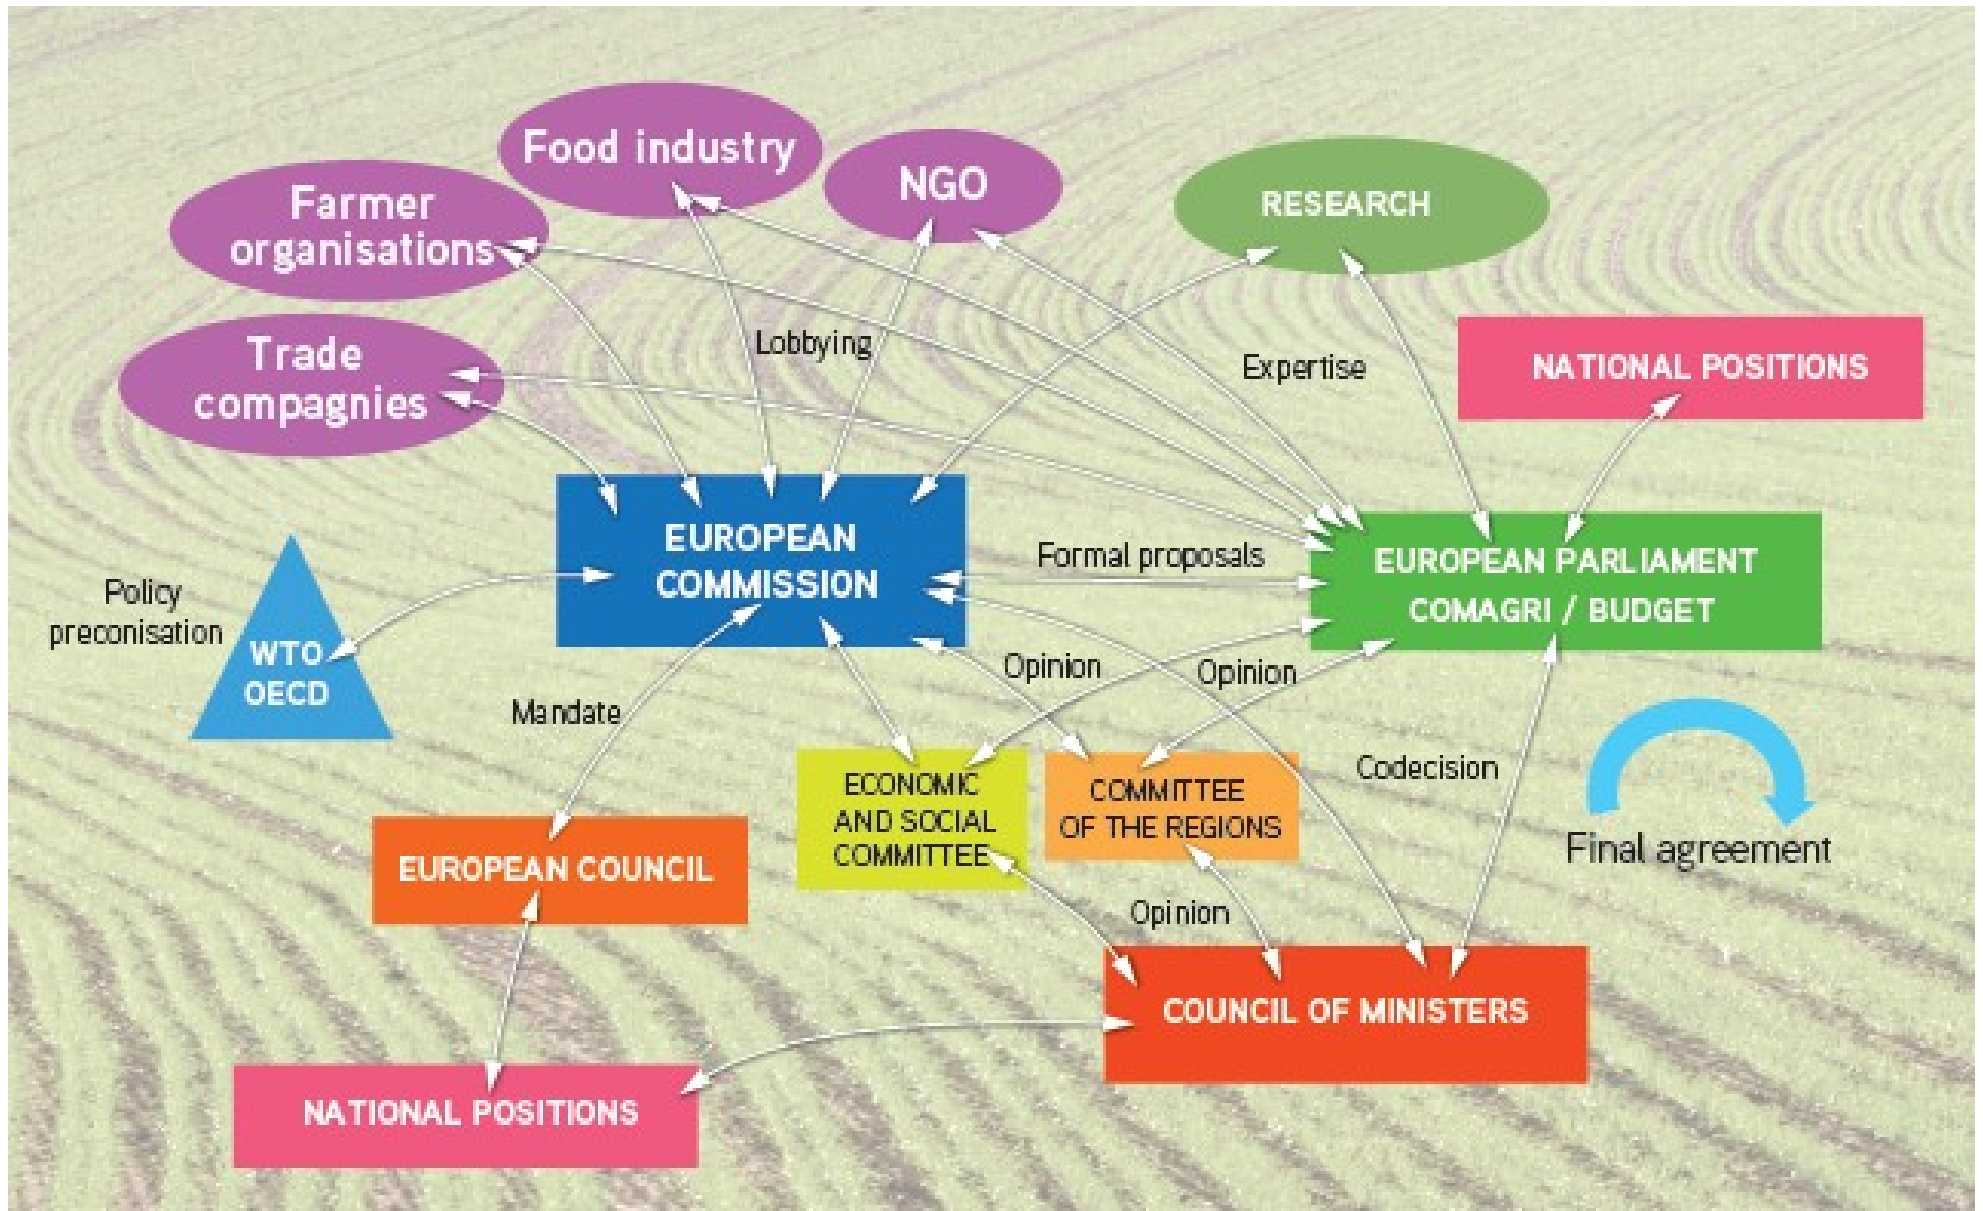 Food industry
NGO
Farmer
organisations
RESEARCH
Trade
compagnies
Lobbying
Expertise
NATIONAL POSITIONS
EUROPEAN
COMMISSION
Formal proposals
EUROPEAN PARLIAMENT
COMAGRI / BUDGET
Policy
preconisation
WTO
OECD
Mandate
Opinion
Opinion
ECONOMIC
AND SOCIAL
COMMITTEE
COMMITTEE
OF THE REGIONS
Codecision
Final agreement
EUROPEAN COUNCIL
Opinion
COUNCIL OF MINISTERS
NATIONAL POSITIONS